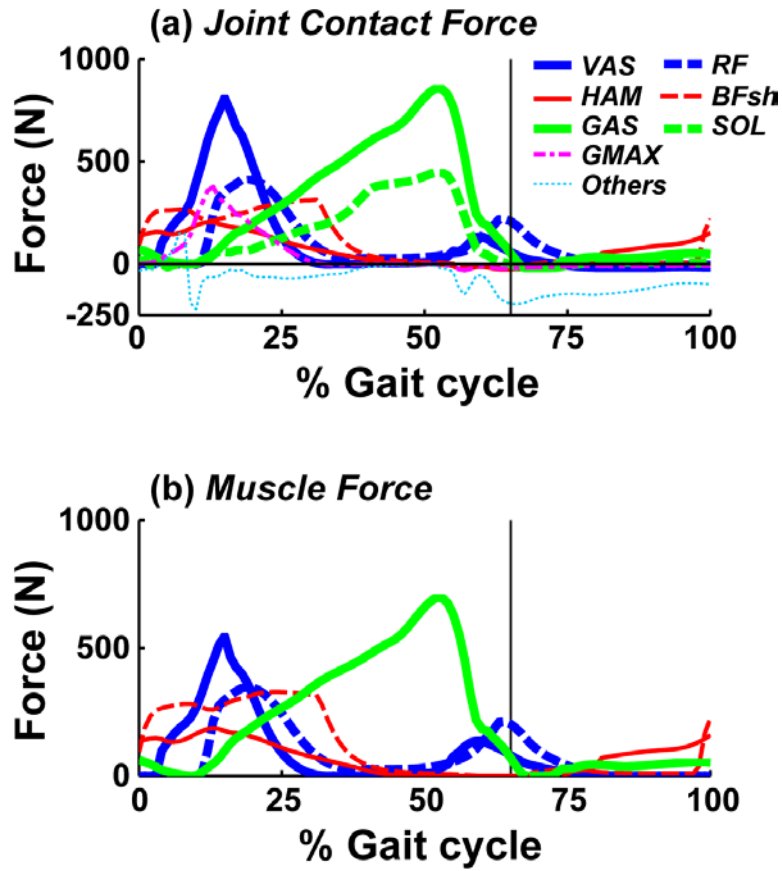 (a) Joint Contact Force
1000
500
0
-250
Force (N)
VAS
RF
HAM
BFsh
GAS
SOL
GMAX
Others
0 25 50 75 100
% Gait cycle
(b) Muscle Force
1000
500
0
Force (N)
0 25 50 75 100
% Gait cycle